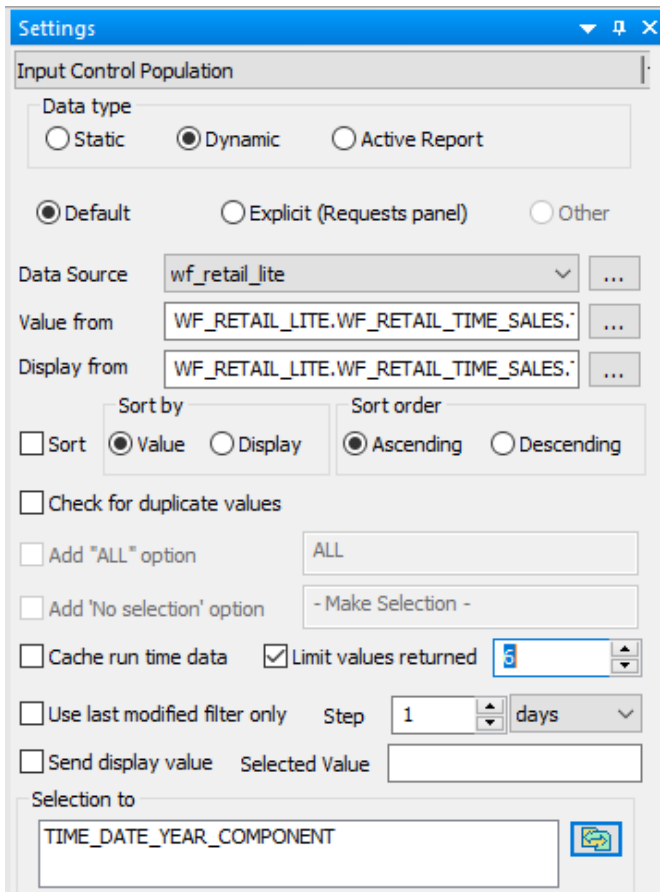 Settings
Input Control Population
Data type
Static Dynamic Active Report
Default Explicit (Requests panel) Other
Data Source wf_retail_lite ...
Value from WF_RETAIL_LITE.WF_RETAIL_TIME_SALES. ...
Display from WF_RETAIL_LITE.WF_RETAIL_TIME_SALES. ...
Sort by Sort order
Sort Value Display Ascending Descending
Check for duplicate values
Add "ALL" option ALL
Add 'No selection' option - Make Selection -
Cache run time data Limit values returned 6
Use last modified filter only Step 1 days
Send display value Selected Value
Selection to
TIME_DATE_YEAR_COMPONENT